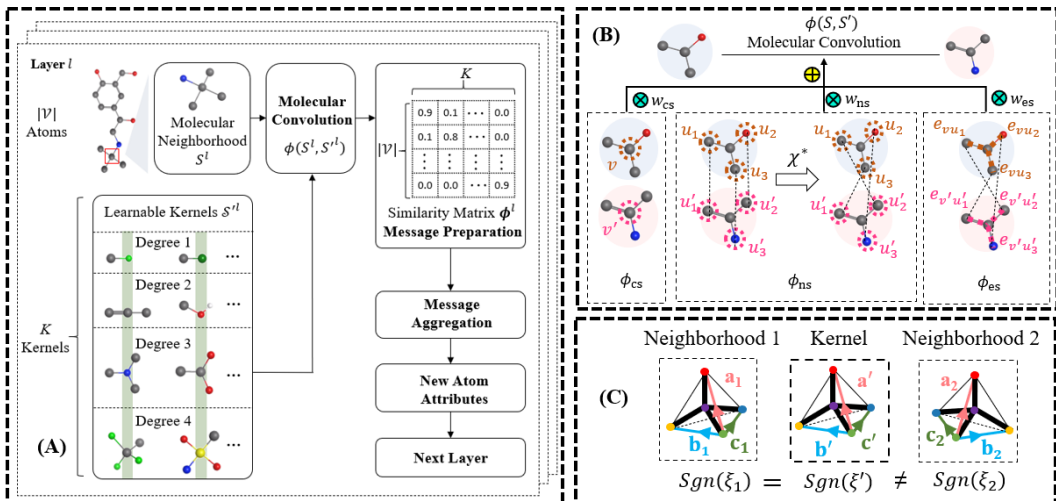 Layer l
|𝒱|
Atoms
Molecular
Neighborhood
S^l
Molecular
Convolution
ϕ(S^l, S'^l)
K
|𝒱|
0.9 0.1 ··· 0.0
0.1 0.8 ··· 0.0
⋮ ⋮ ⋮ ⋮
0.0 0.0 ··· 0.9
Similarity Matrix ϕ^l
Message Preparation
Message
Aggregation
New Atom
Attributes
Next Layer
Learnable Kernels 𝒮'^l
Degree 1
···
Degree 2
···
K
Kernels
Degree 3
···
Degree 4
···
(A)
(B)
ϕ(S, S')
Molecular Convolution
w_cs
w_ns
w_es
v
v'
ϕ_cs
u_1
u_2
u_3
u'_1
u'_2
u'_3
χ*
u_1
u_2
u_3
u'_1
u'_2
u'_3
ϕ_ns
e_vu_1
e_vu_2
e_vu_3
e_v'u'_1
e_v'u'_2
e_v'u'_3
ϕ_es
Neighborhood 1 Kernel Neighborhood 2
(C)
a_1
b_1
c_1
a'
b'
c'
a_2
c_2
b_2
Sgn(ξ_1) = Sgn(ξ') ≠ Sgn(ξ_2)